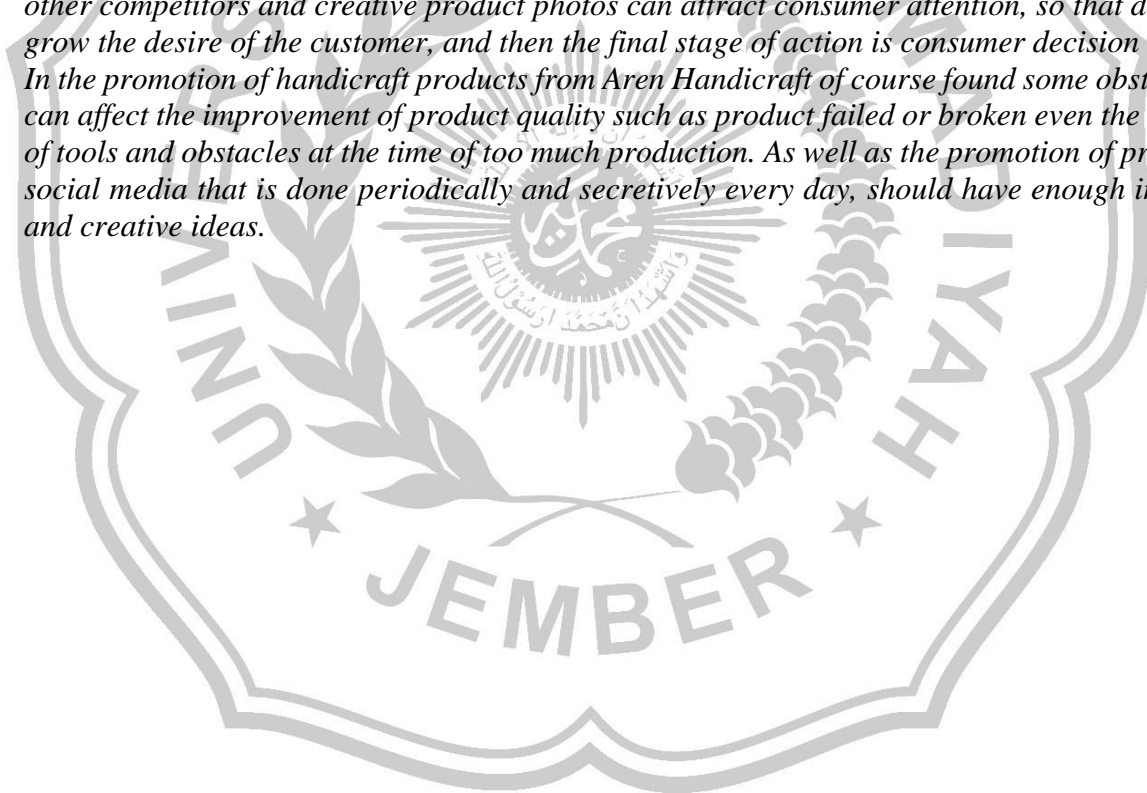 other competitors and creative product photos can attract consumer attention, so that
grow the desire of the customer, and then the final stage of action is consumer decision
In the promotion of handicraft products from Aren Handicraft of course found some
can affect the improvement of product quality such as product failed or broken even the
of tools and obstacles at the time of too much production. As well as the promotion of
social media that is done periodically and secretively every day, should have enough
and creative ideas.
JEMBER